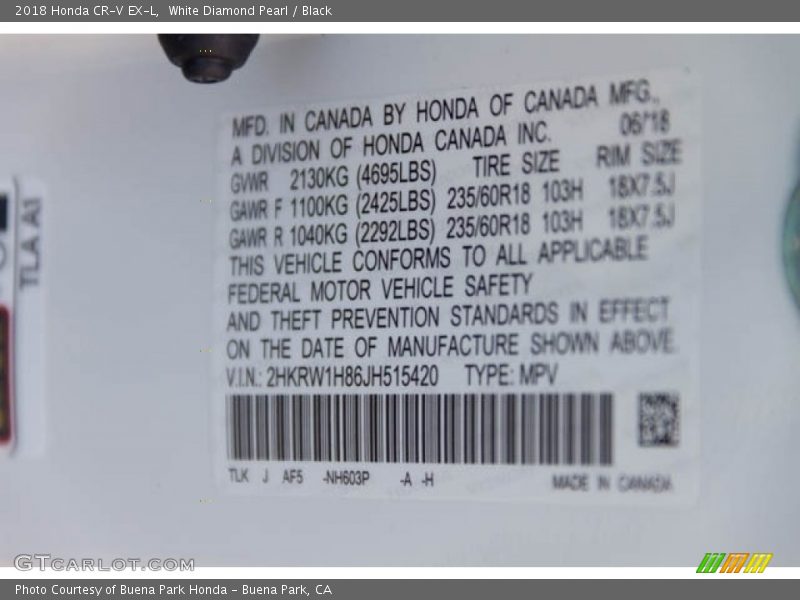 2018 Honda CR-V EX-L,  White Diamond Pearl / Black
MFD. IN CANADA BY HONDA OF CANADA MFG.,
A DIVISION OF HONDA CANADA INC. 06/18
GVWR 2130KG (4695LBS) TIRE SIZE RIM SIZE
GAWR F 1100KG (2425LBS) 235/60R18 103H 18X7.5J
GAWR R 1040KG (2292LBS) 235/60R18 103H 18X7.5J
THIS VEHICLE CONFORMS TO ALL APPLICABLE
FEDERAL MOTOR VEHICLE SAFETY
AND THEFT PREVENTION STANDARDS IN EFFECT
ON THE DATE OF MANUFACTURE SHOWN ABOVE.
V.I.N.: 2HKRW1H86JH515420 TYPE: MPV
TLK J AF5 -NH603P -A -H MADE IN CANADA
TLA A1
GTCARLOT.COM
Photo Courtesy of Buena Park Honda - Buena Park, CA